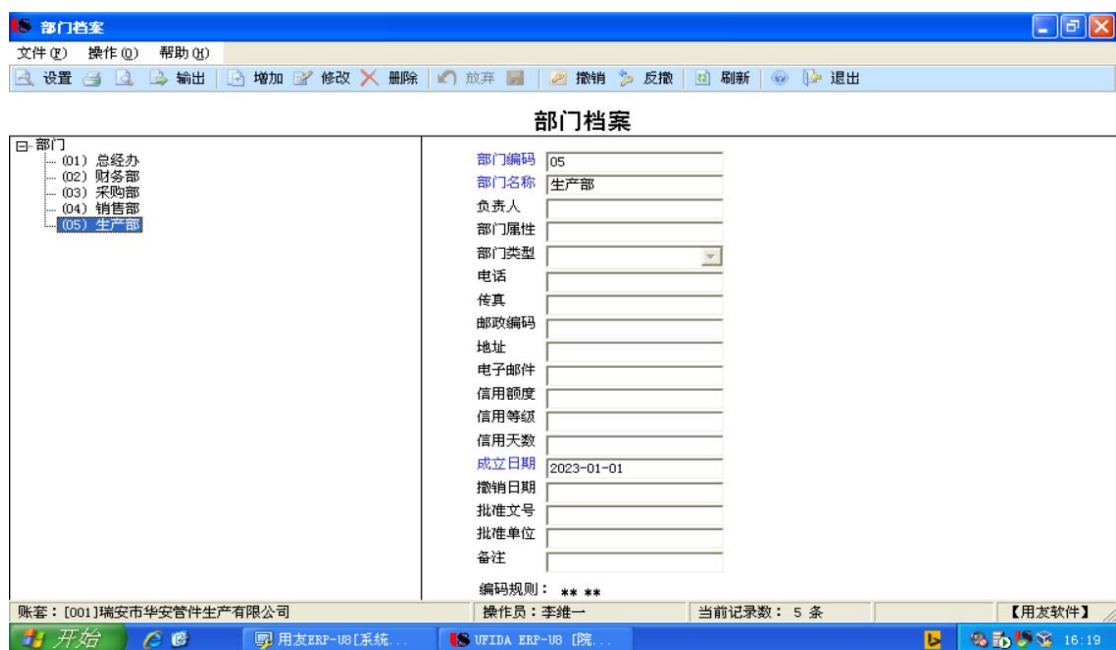 部门档案
文件(F) 操作(O) 帮助(H)
设置 输出 增加 修改 删除 放弃 撤销 反撤 刷新 退出
部门档案
部门
(01) 总经办
(02) 财务部
(03) 采购部
(04) 销售部
(05) 生产部
部门编码 05
部门名称 生产部
负责人
部门属性
部门类型
电话
传真
邮政编码
地址
电子邮件
信用额度
信用等级
信用天数
成立日期 2023-01-01
撤销日期
批准文号
批准单位
备注
编码规则： ** **
账套：[001]瑞安市华安管件生产有限公司 操作员：李维一 当前记录数： 5 条 【用友软件】
开始 用友ERP-U8[系统... UFIDA ERP-U8 [院... 16:19